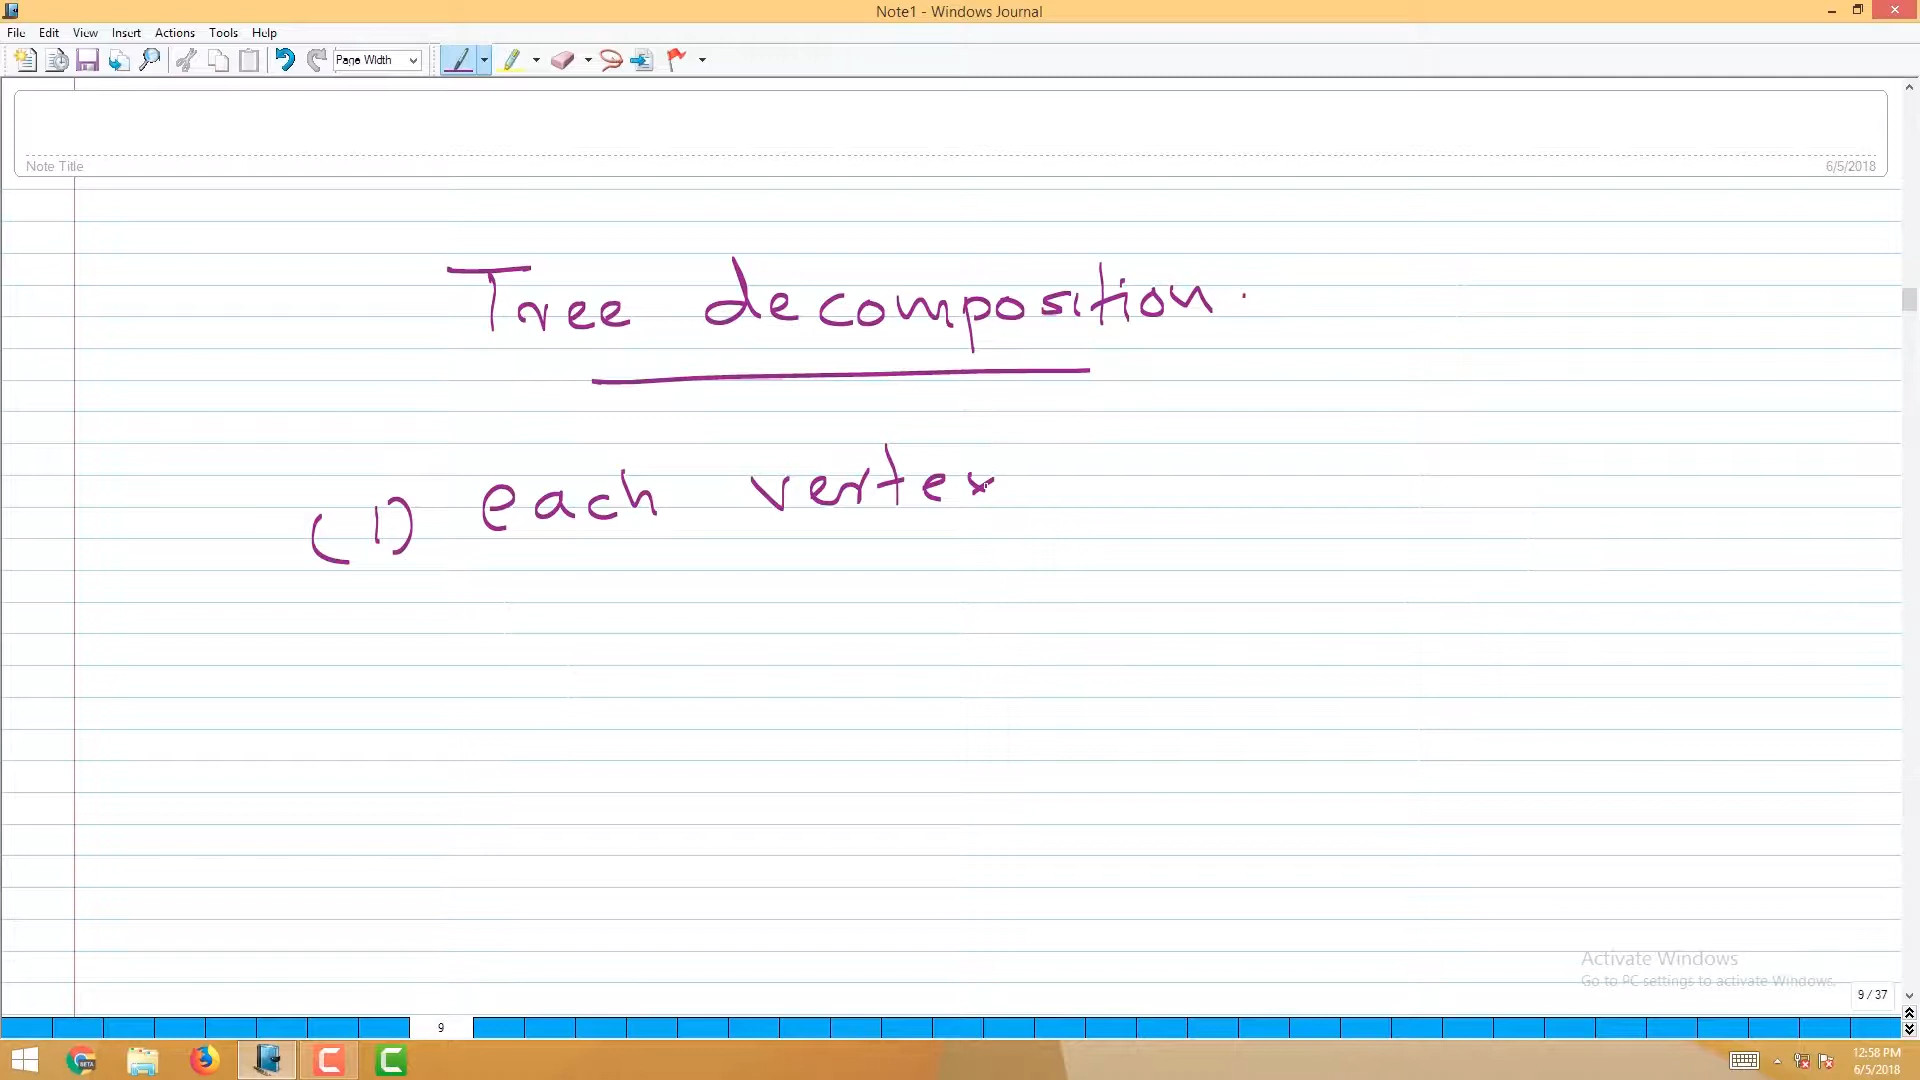 Note1 - Windows Journal
File Edit View Insert Actions Tools Help
Page Width
Note Title 6/5/2018
Tree decomposition.
(1) each vertex
Activate Windows
Go to PC settings to activate Windows.
9 / 37
9
12:58 PM
6/5/2018